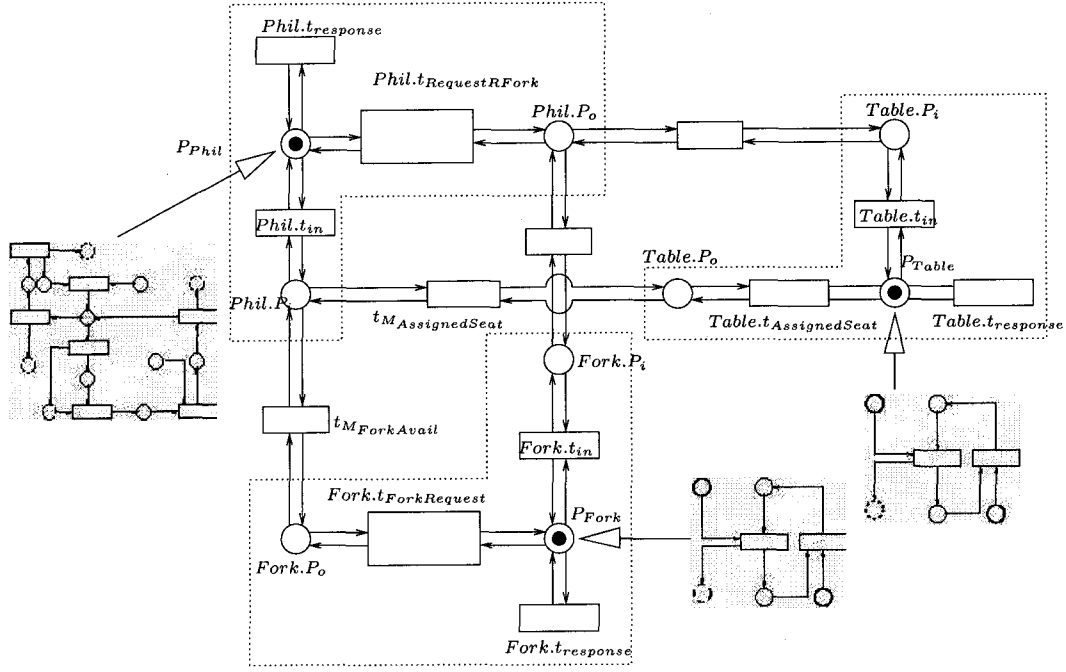 Phil.t_response
Phil.t_RequestRFork
Phil.P_o
Table.P_i
P_Phil
Phil.t_in
Table.t_in
Table.P_o
P_Table
Phil.P_i
t_M_AssignedSeat
Table.t_AssignedSeat
Table.t_response
Fork.P_i
t_M_ForkAvail
Fork.t_in
Fork.t_ForkRequest
P_Fork
Fork.P_o
Fork.t_response